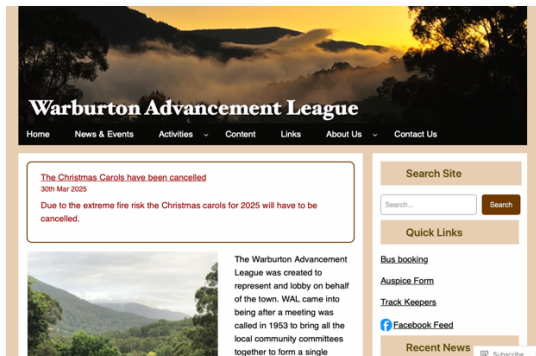 Warburton Advancement League
Home News & Events Activities Content Links About Us Contact Us
The Christmas Carols have been cancelled
30th Mar 2025
Due to the extreme fire risk the Christmas carols for 2025 will have to be
cancelled.
The Warburton Advancement
League was created to
represent and lobby on behalf
of the town. WAL came into
being after a meeting was
called in 1953 to bring all the
local community committees
together to form a single
Search Site
Search... Search
Quick Links
Bus booking
Auspice Form
Track Keepers
Facebook Feed
Recent News
Subscribe